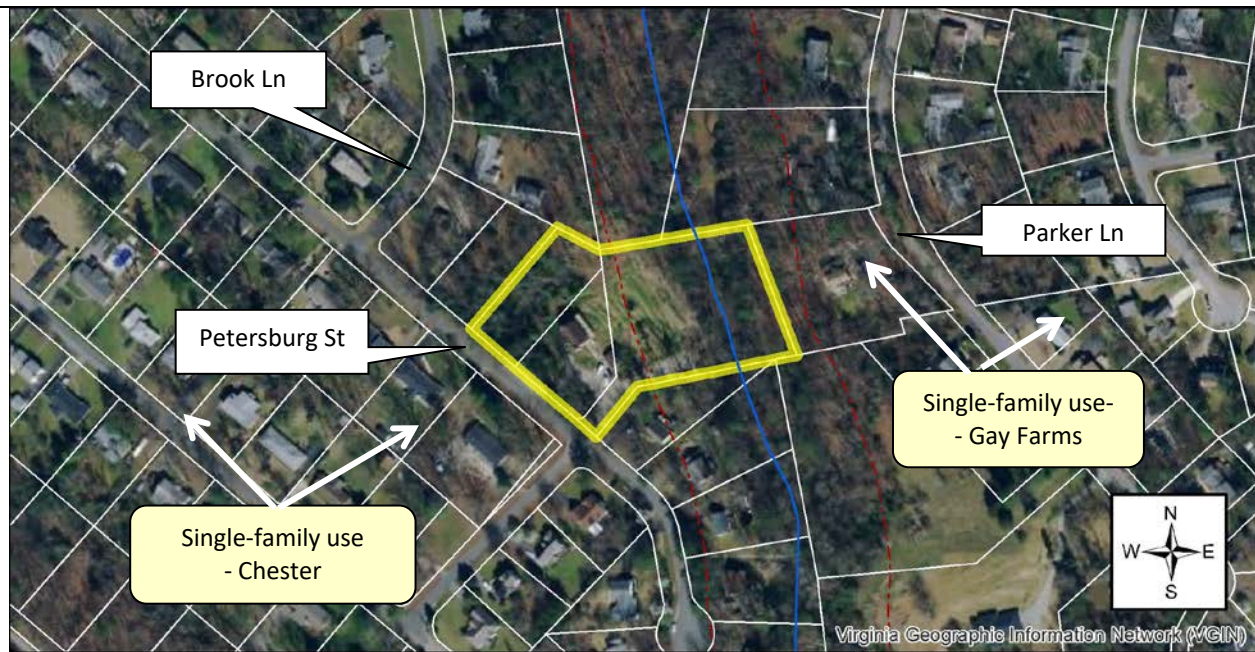 Brook Ln
Parker Ln
Petersburg St
Single-family use-
- Gay Farms
Single-family use
- Chester
N
W E
S
Virginia Geographic Information Network (VGIN)